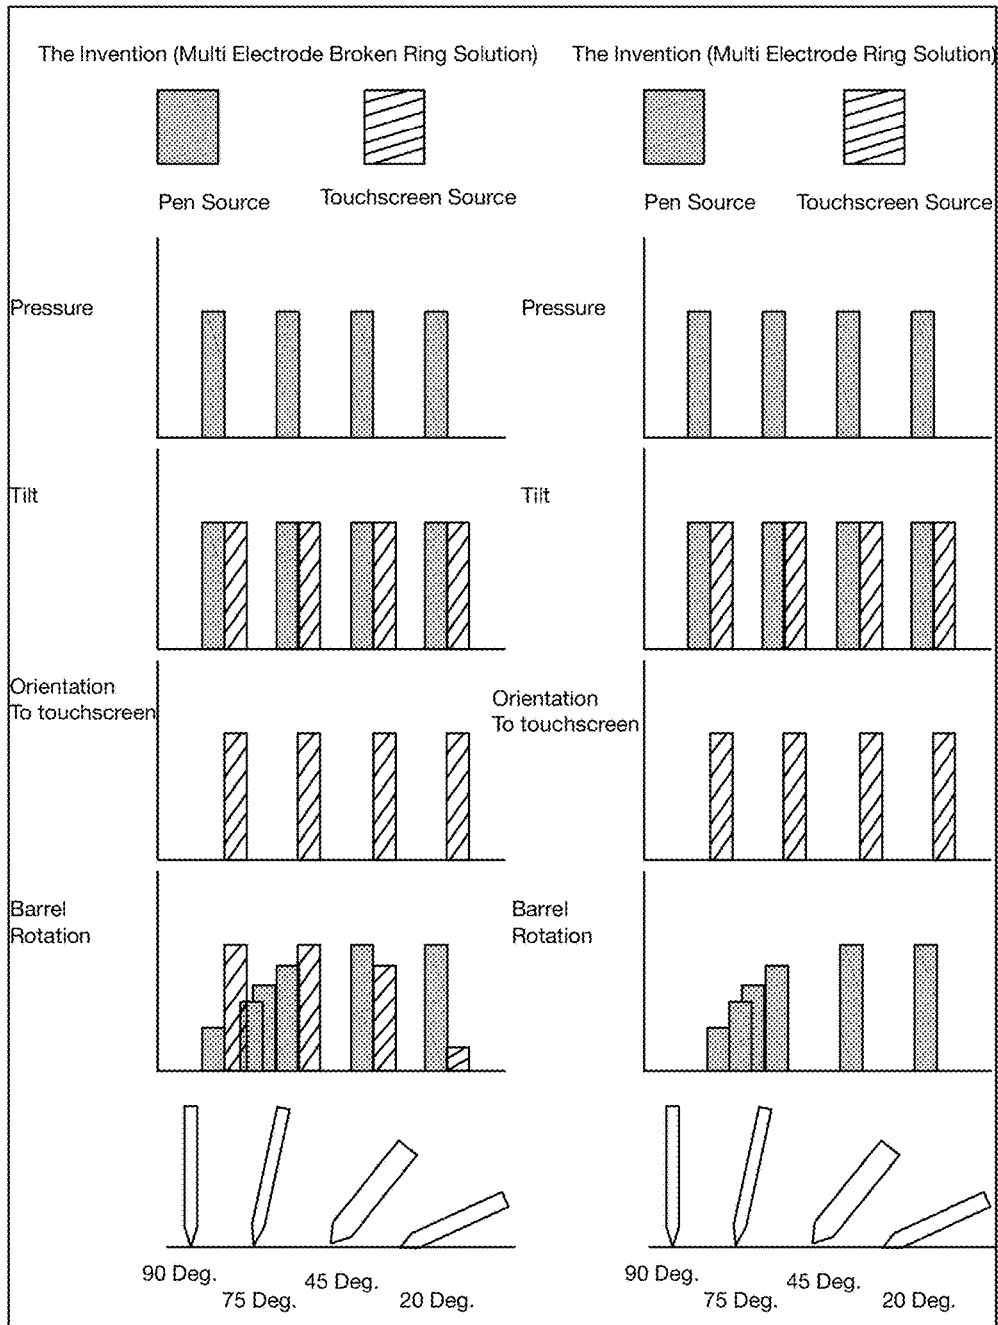 The Invention (Multi Electrode Broken Ring Solution)
The Invention (Multi Electrode Ring Solution)
Pen Source
Touchscreen Source
Pen Source
Touchscreen Source
Pressure
Pressure
Tilt
Tilt
Orientation
To touchscreen
Orientation
To touchscreen
Barrel
Rotation
Barrel
Rotation
90 Deg.
75 Deg.
45 Deg.
20 Deg.
90 Deg.
75 Deg.
45 Deg.
20 Deg.